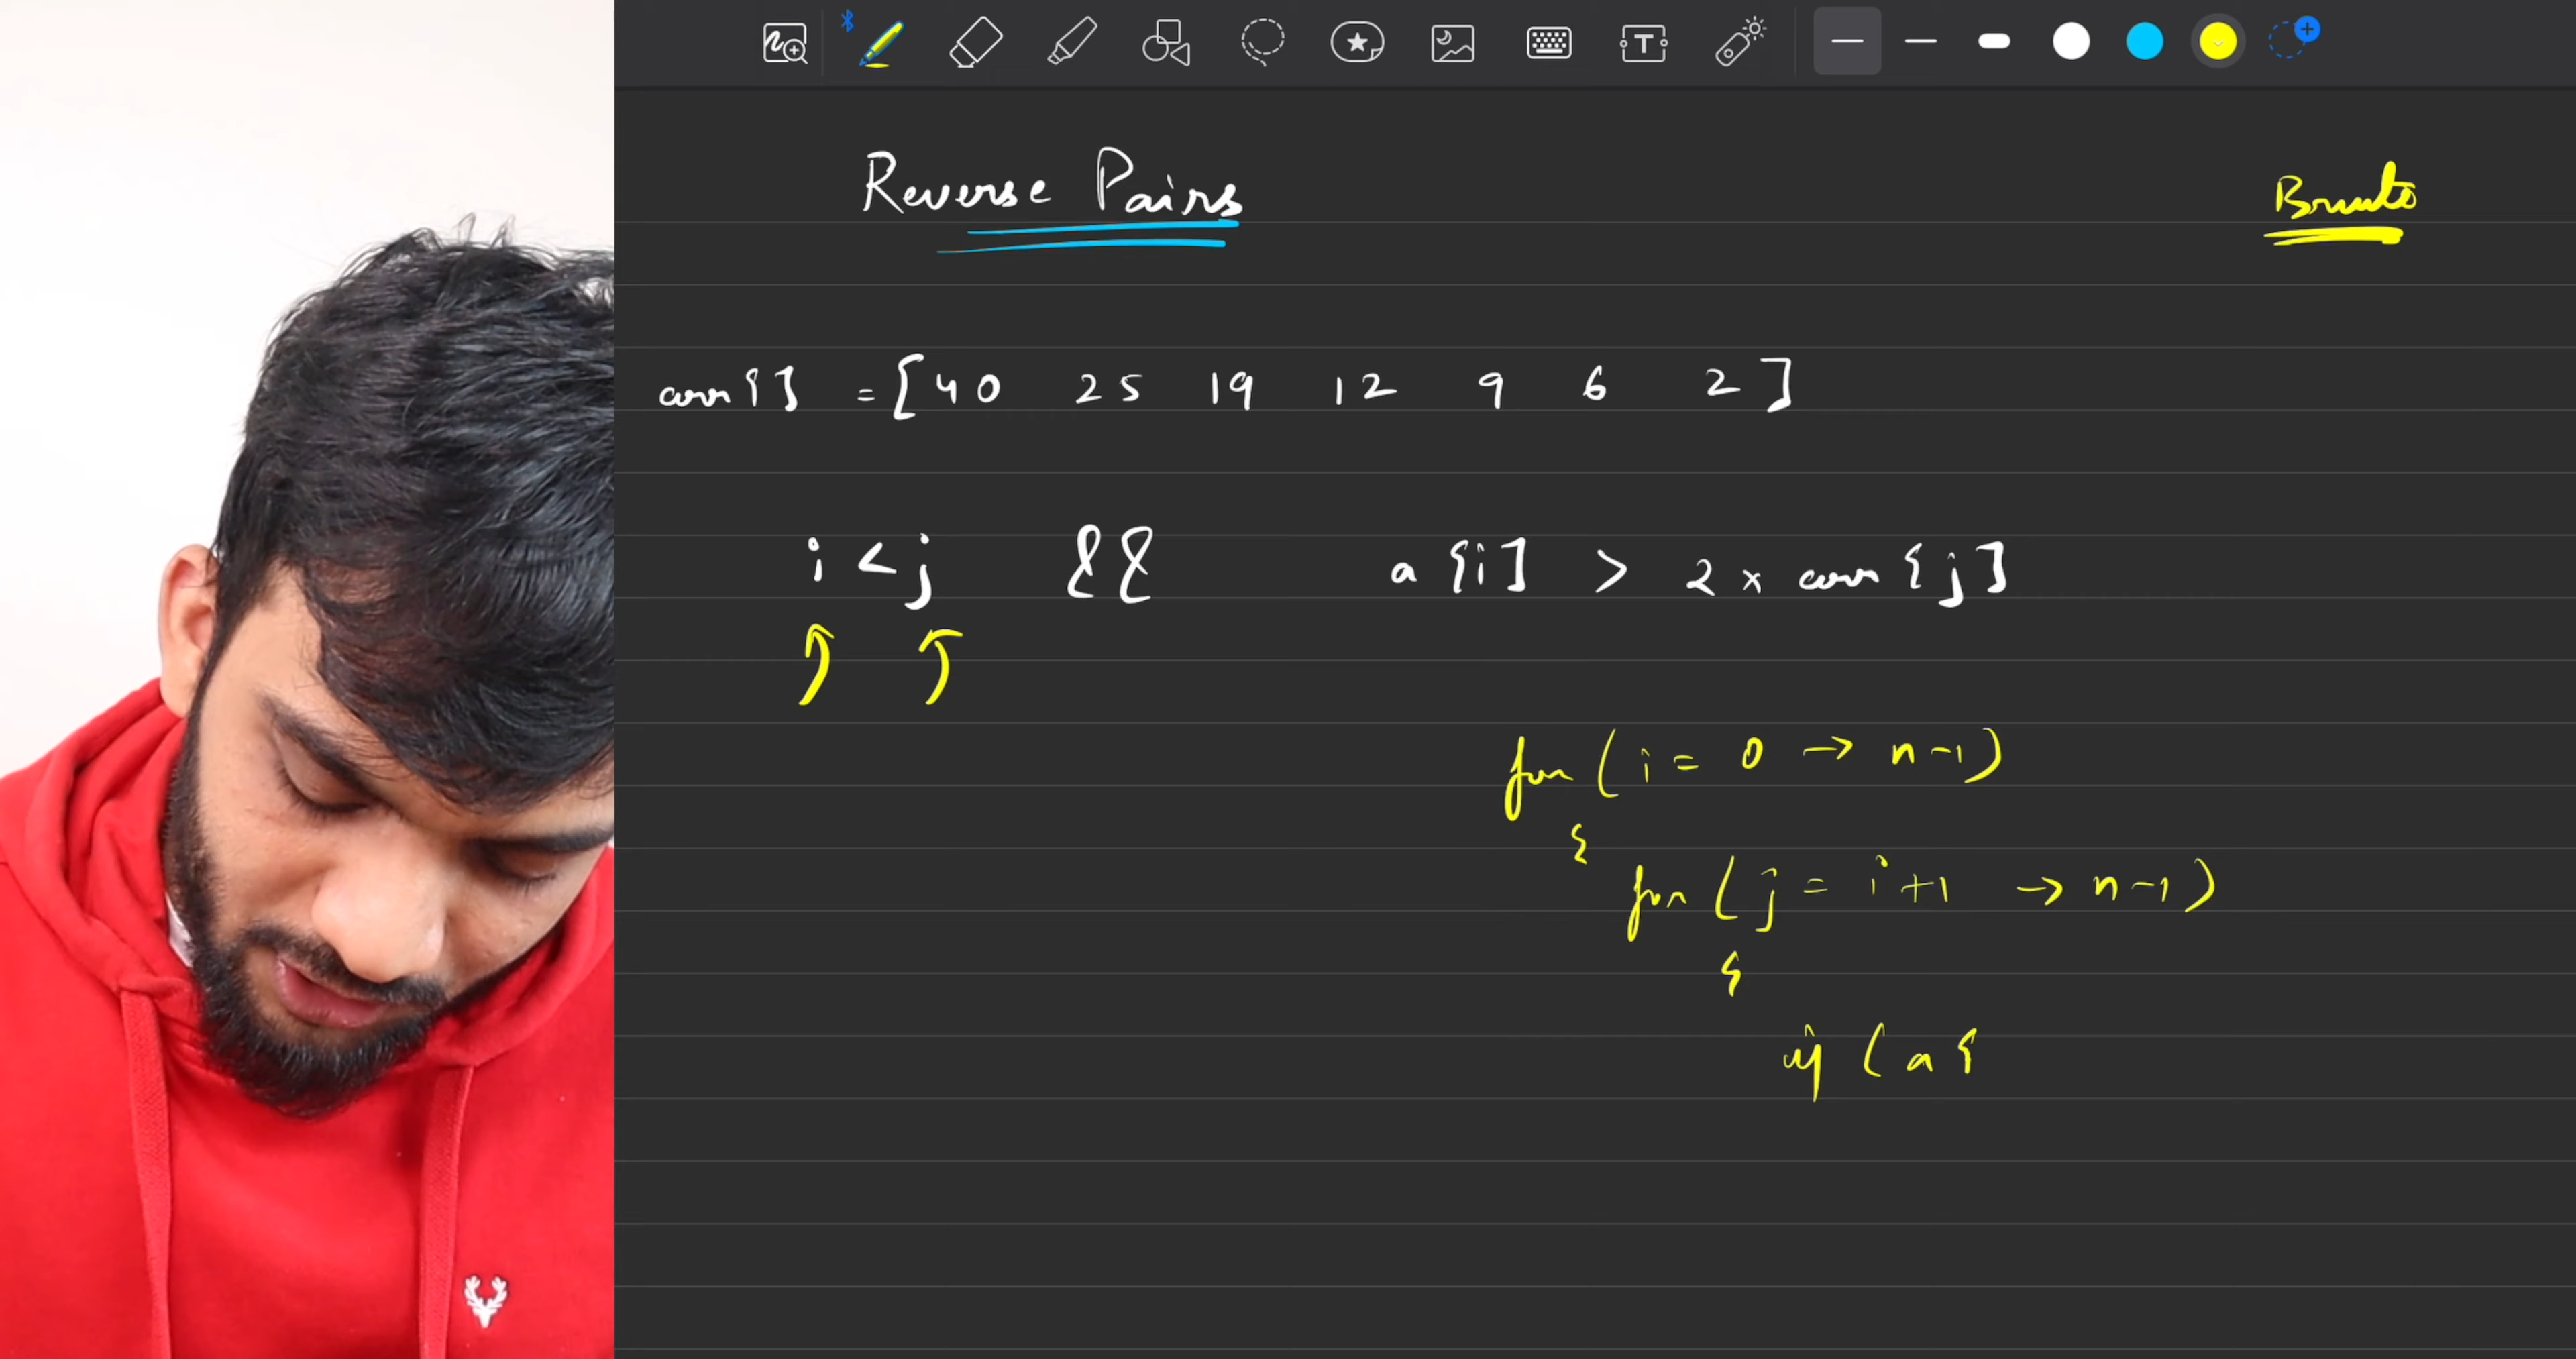 Reverse Pairs
Brute
arr[] = [40 25 19 12 9 6 2]
i < j && a[i] > 2 x arr[j]
for (i = 0 → n-1)
{
for (j = i+1 → n-1)
{
if (a[